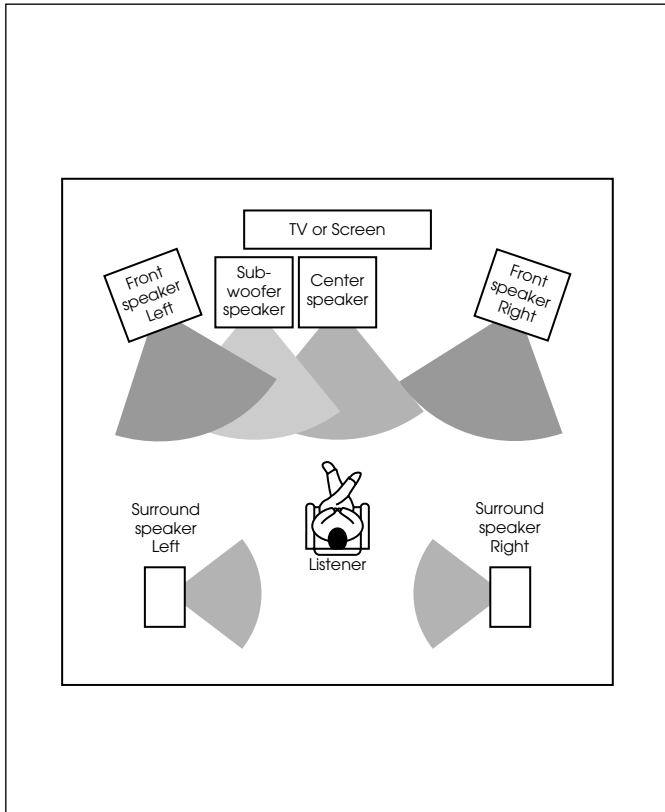 TV or Screen
Front
speaker
Left
Sub-
woofer
speaker
Center
speaker
Front
speaker
Right
Surround
speaker
Left
Listener
Surround
speaker
Right